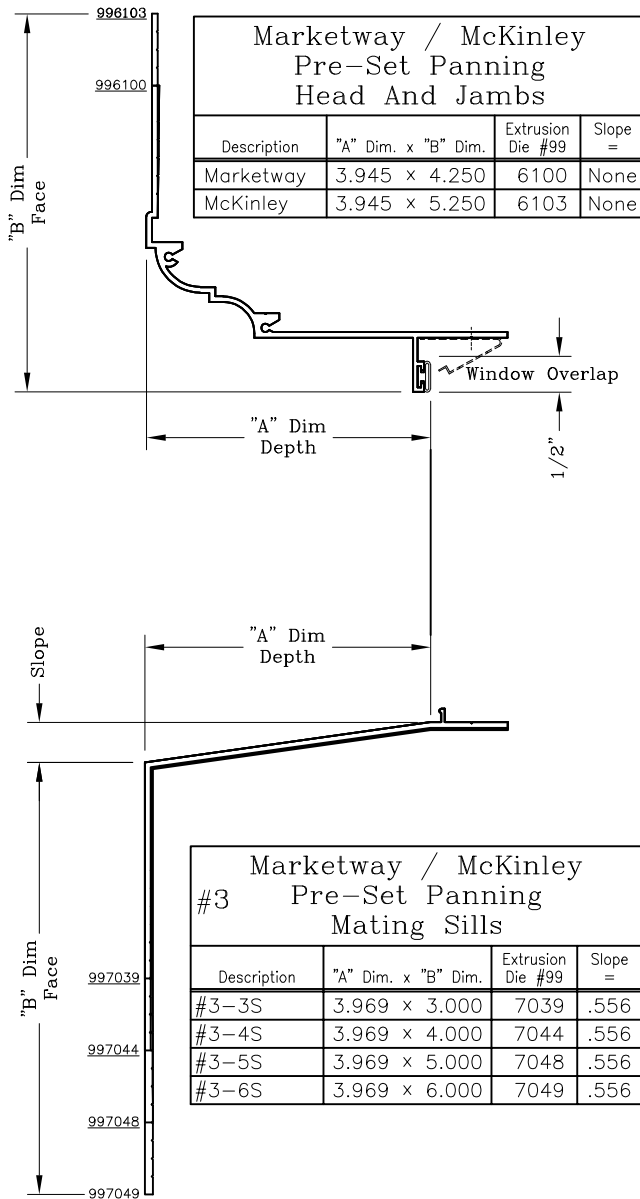 996103
996100
"B" Dim
Face
Marketway / McKinley
Pre-Set Panning
Head And Jambs
Description "A" Dim. x "B" Dim. Extrusion Die #99 Slope =
Marketway 3.945 x 4.250 6100 None
McKinley 3.945 x 5.250 6103 None
Window Overlap
1/2"
"A" Dim
Depth
Slope
"A" Dim
Depth
"B" Dim
Face
997039
997044
997048
997049
#3
Marketway / McKinley
Pre-Set Panning
Mating Sills
Description "A" Dim. x "B" Dim. Extrusion Die #99 Slope =
#3-3S 3.969 x 3.000 7039 .556
#3-4S 3.969 x 4.000 7044 .556
#3-5S 3.969 x 5.000 7048 .556
#3-6S 3.969 x 6.000 7049 .556